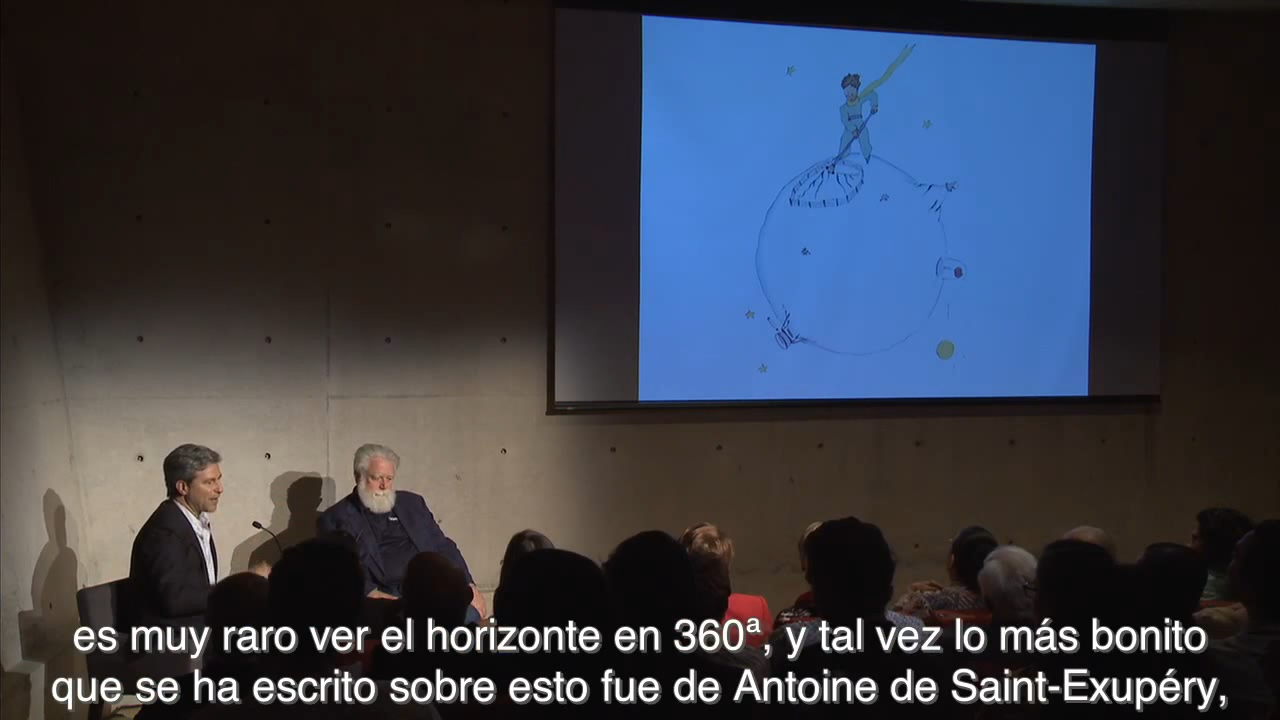 es muy raro ver el horizonte en 360ª, y tal vez lo más bonito
que se ha escrito sobre esto fue de Antoine de Saint-Exupéry,